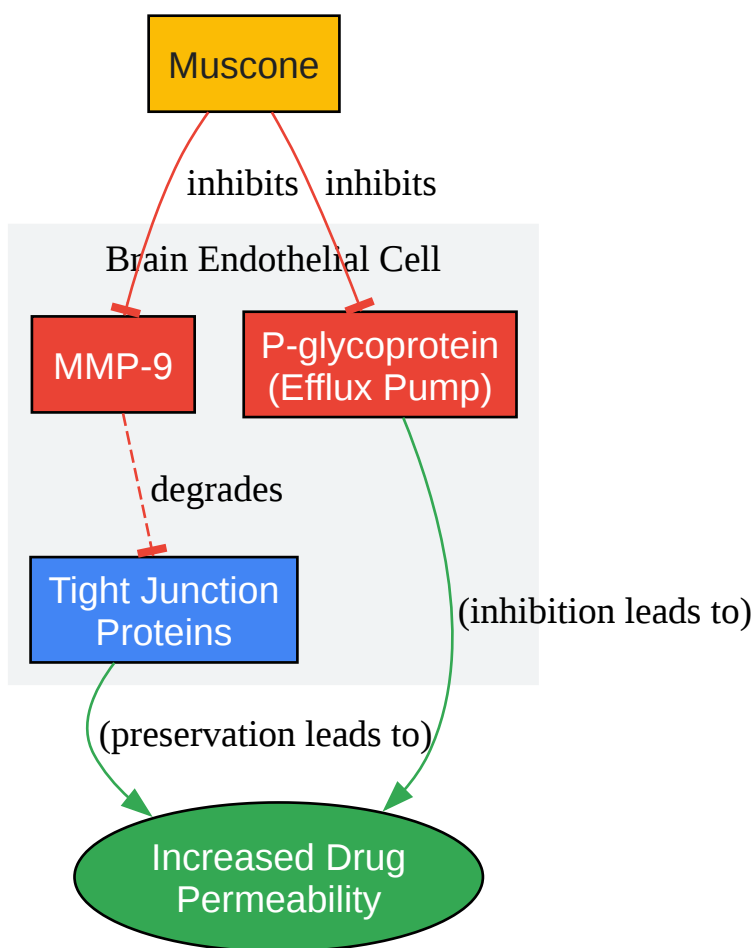 Muscone
inhibits
inhibits
Brain Endothelial Cell
MMP-9
P-glycoprotein
(Efflux Pump)
degrades
Tight Junction
Proteins
(inhibition leads to)
(preservation leads to)
Increased Drug
Permeability